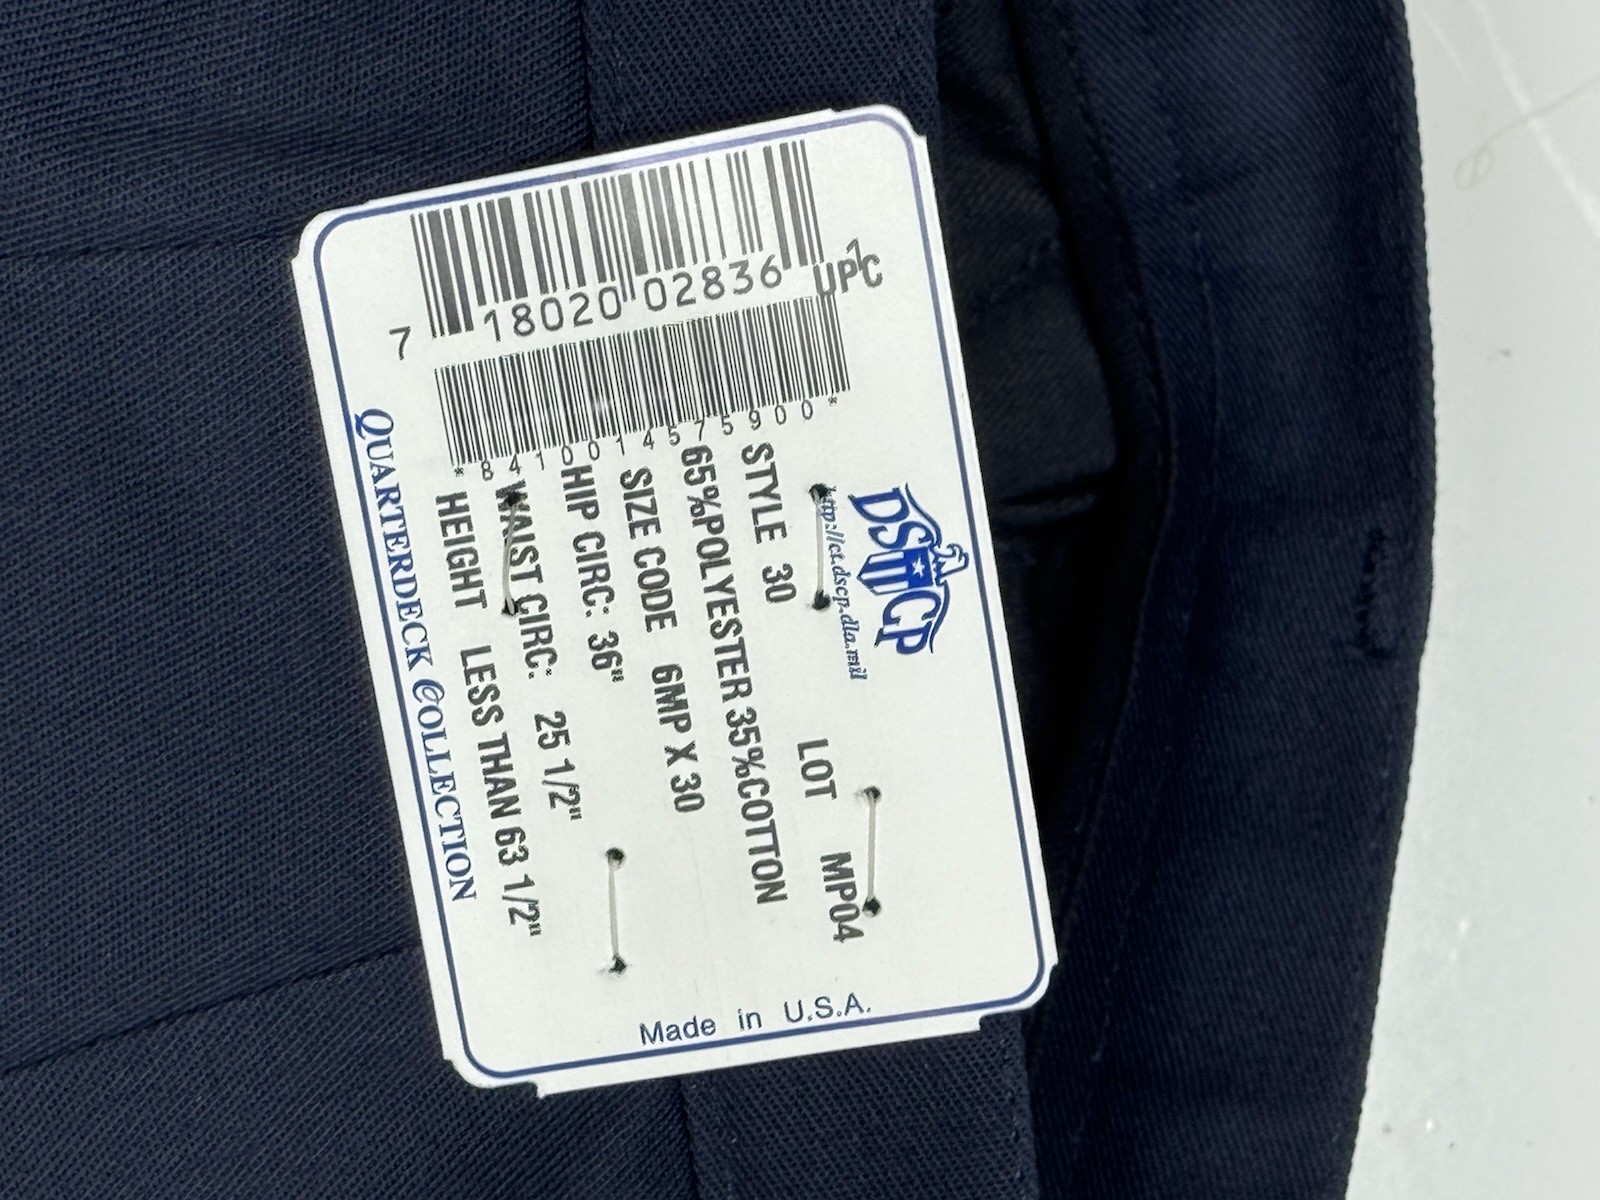 7 18020 02836 1
UPC
*8410014575900*
DSCP
http://ct.dscp.dla.mil
LOT MP04
STYLE 30
65%POLYESTER 35%COTTON
SIZE CODE 6MP X 30
HIP CIRC: 36"
WAIST CIRC: 25 1/2"
HEIGHT LESS THAN 63 1/2"
QUARTERDECK COLLECTION
Made in U.S.A.